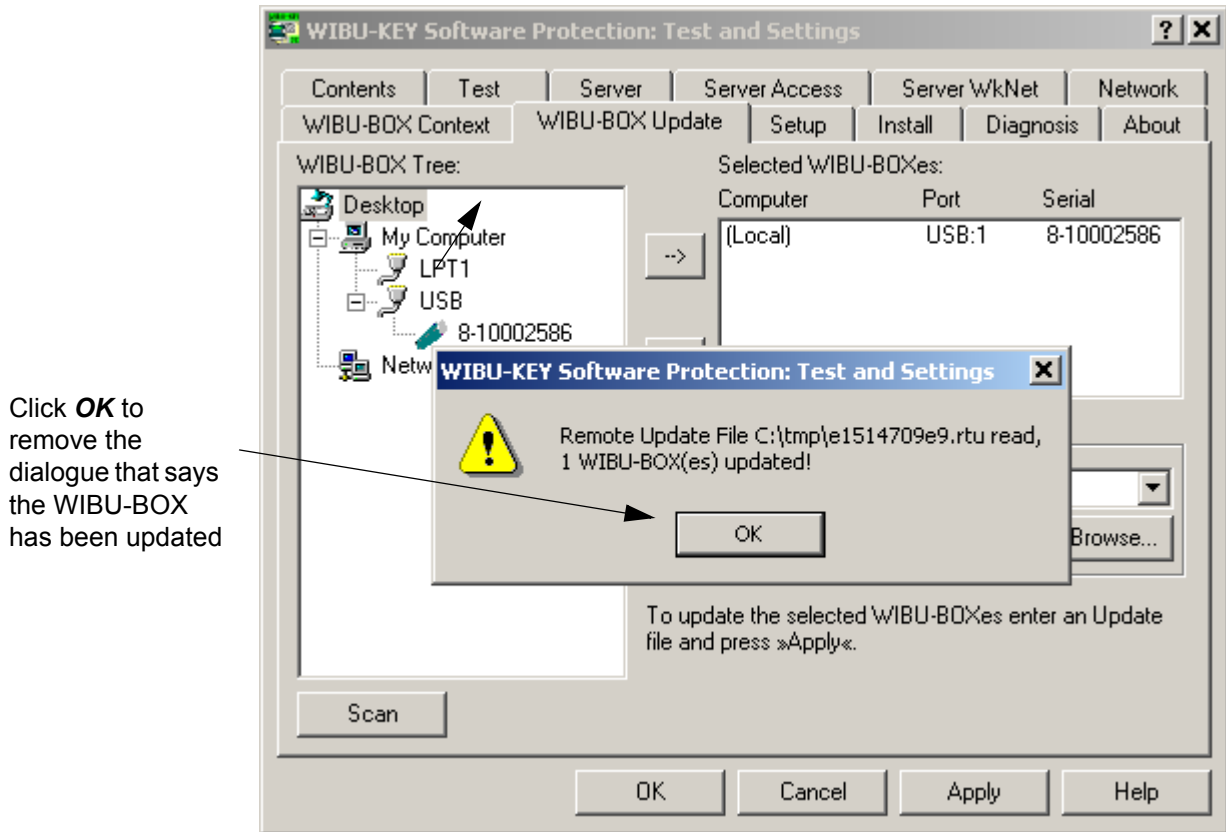 WIBU-KEY Software Protection: Test and Settings
Contents Test Server Server Access Server WkNet Network
WIBU-BOX Context WIBU-BOX Update Setup Install Diagnosis About
WIBU-BOX Tree:
Desktop
My Computer
LPT1
USB
8-10002586
Netw
Selected WIBU-BOXes:
Computer Port Serial
(Local) USB:1 8-10002586
-->
WIBU-KEY Software Protection: Test and Settings
Remote Update File C:\tmp\e1514709e9.rtu read,
1 WIBU-BOX(es) updated!
OK
Click OK to
remove the
dialogue that says
the WIBU-BOX
has been updated
Browse...
To update the selected WIBU-BOXes enter an Update
file and press »Apply«.
Scan
OK Cancel Apply Help